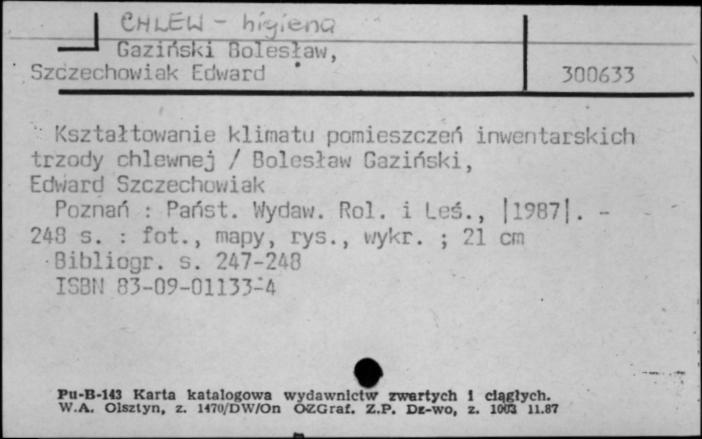 CHLEW - higiena
Gaziński Bolesław,
Szczechowiak Edward 300633
Kształtowanie klimatu pomieszczeń inwentarskich
trzody chlewnej / Bolesław Gaziński,
Edward Szczechowiak
Poznań : Państ. Wydaw. Rol. i Leś., |1987|. -
248 s. : fot., mapy, rys., wykr. ; 21 cm
Bibliogr. s. 247-248
ISBN 83-09-01133-4
Pu-B-143 Karta katalogowa wydawnictw zwartych i ciągłych.
W.A. Olsztyn, z. 1470/DW/On OZGraf. Z.P. Dz-wo, z. 1003 11.87